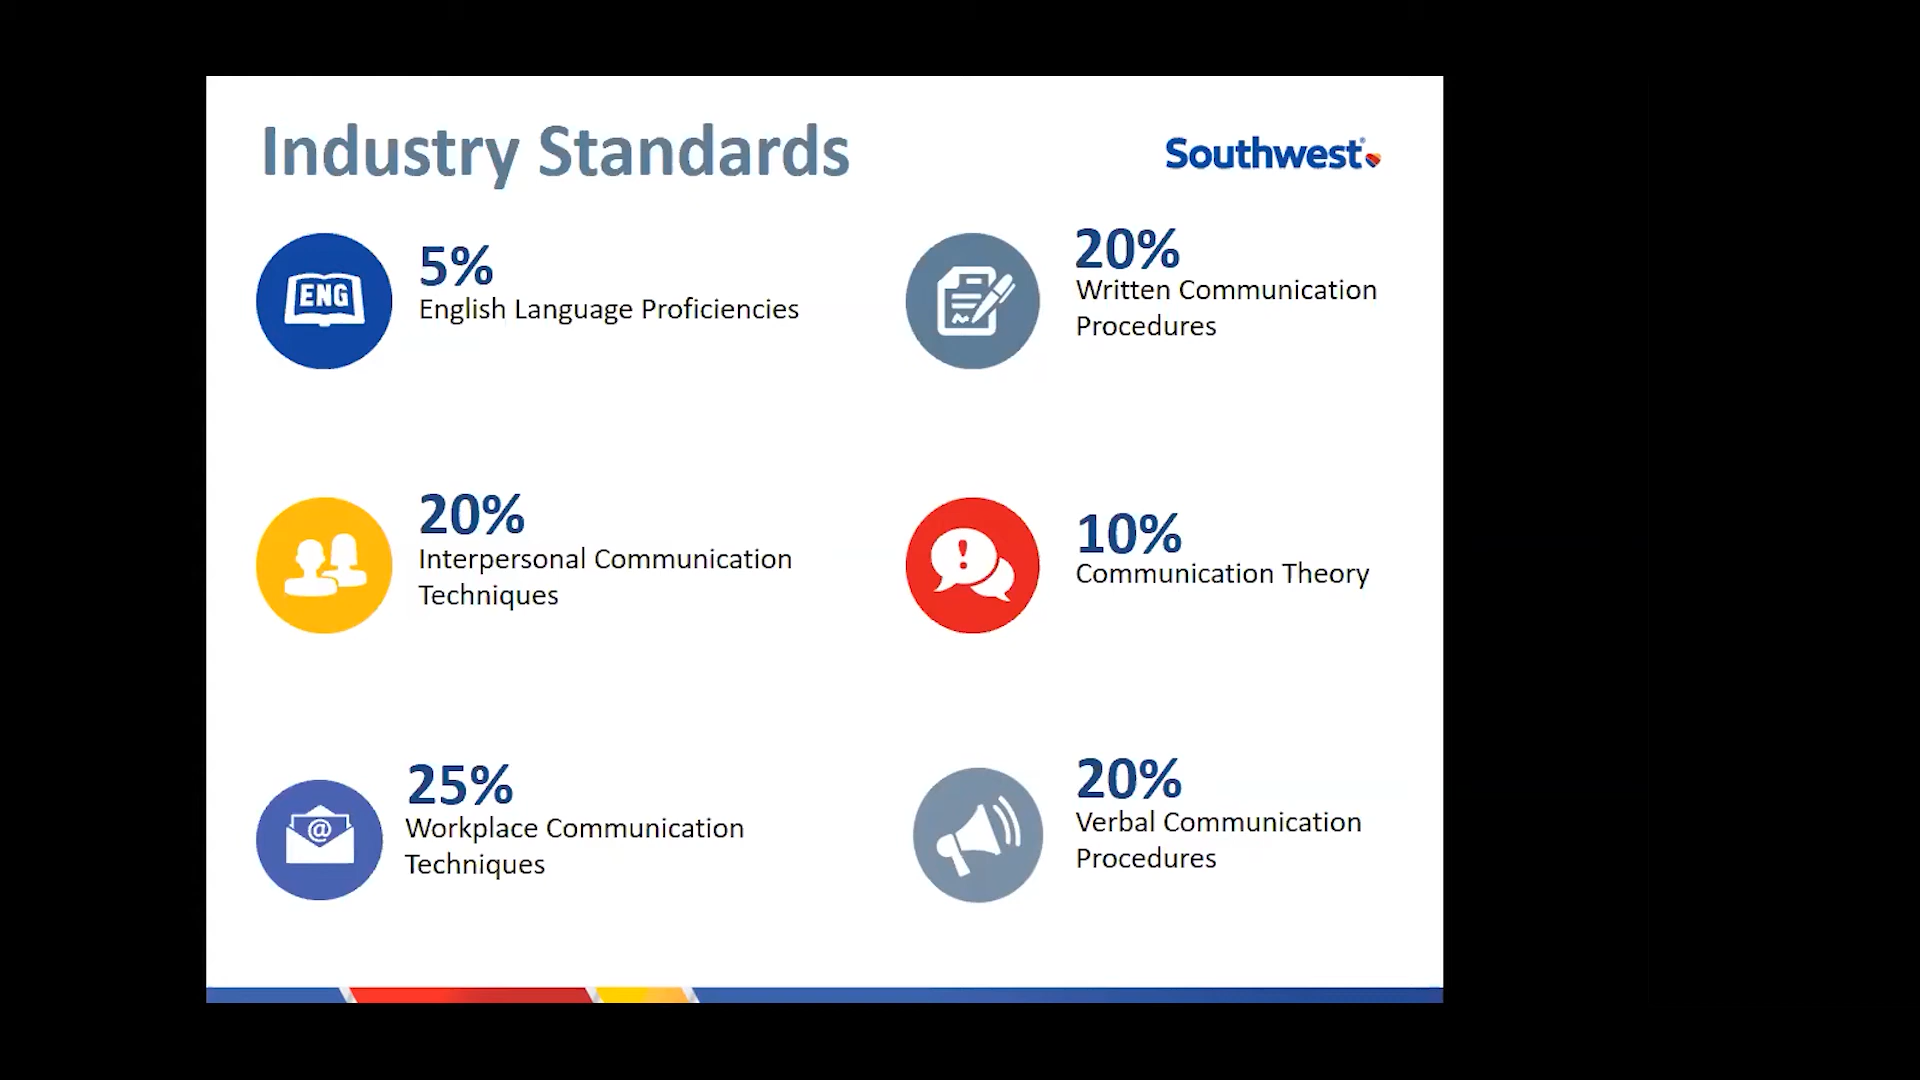 Industry Standards
Southwest®
ENG
5%
English Language Proficiencies
20%
Written Communication
Procedures
20%
Interpersonal Communication
Techniques
!
10%
Communication Theory
@
25%
Workplace Communication
Techniques
20%
Verbal Communication
Procedures